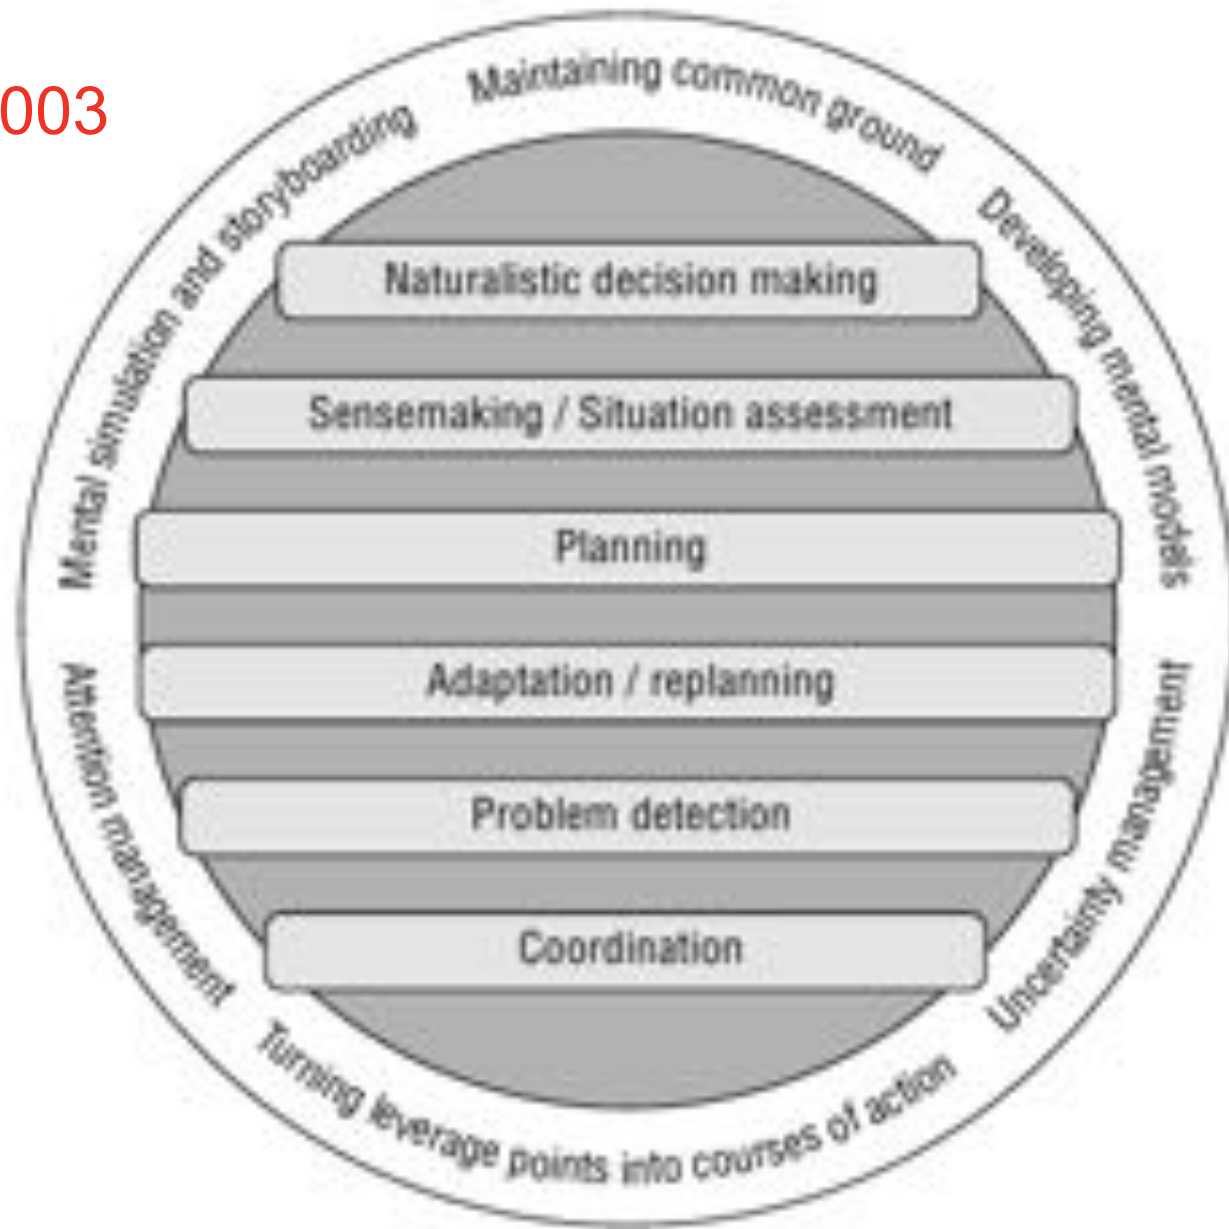 003
Maintaining common ground
Mental simulation and storyboarding
Developing mental models
Naturalistic decision making
Sensemaking / Situation assessment
Planning
Adaptation / replanning
Problem detection
Coordination
Attention management
Uncertainty management
Turning leverage points into courses of action